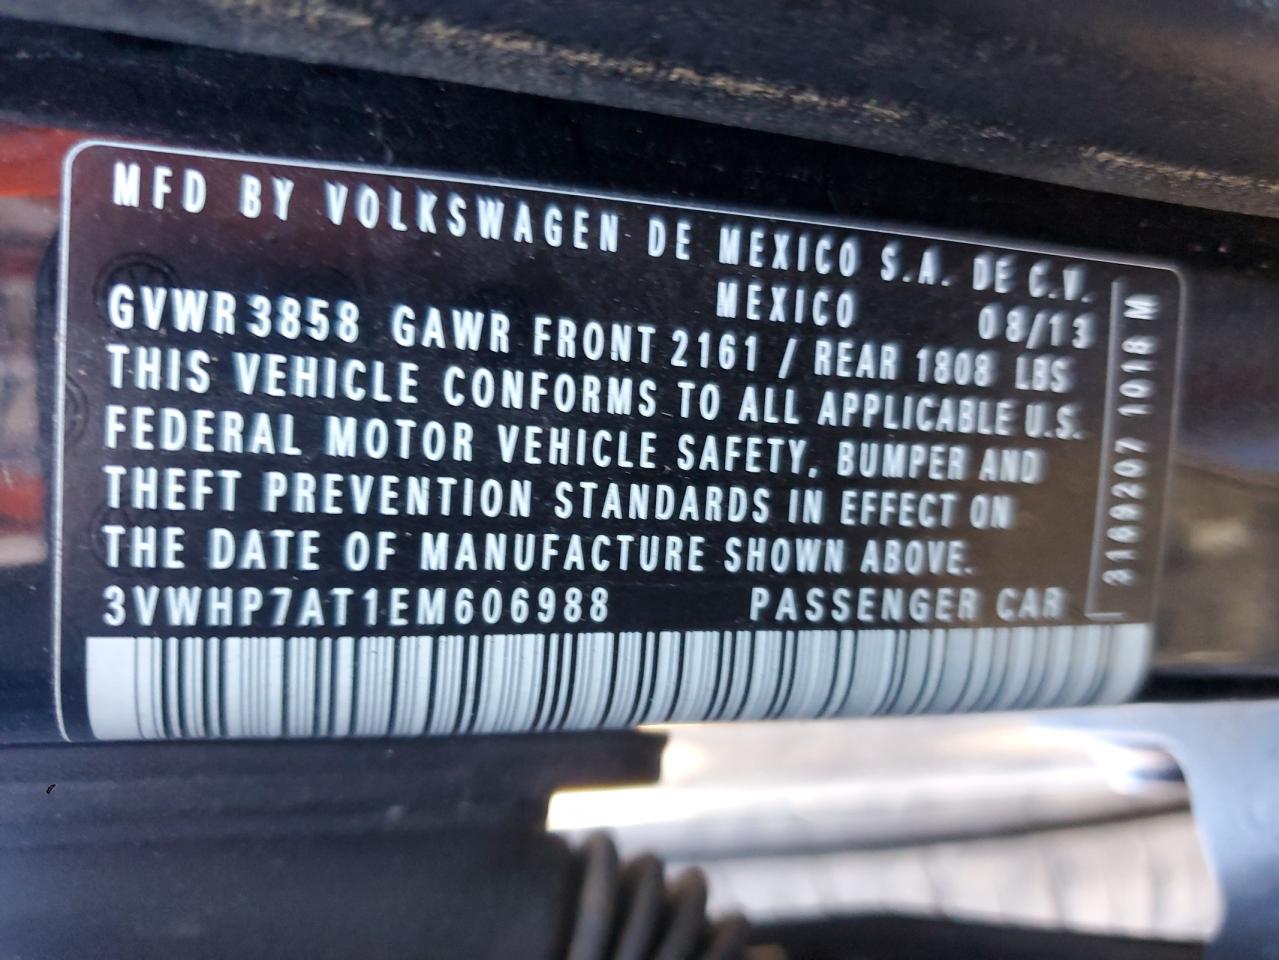 MFD BY VOLKSWAGEN DE MEXICO S.A. DE C.V.
MEXICO 08/13
GVWR 3858 GAWR FRONT 2161 / REAR 1808 LBS
THIS VEHICLE CONFORMS TO ALL APPLICABLE U.S.
FEDERAL MOTOR VEHICLE SAFETY, BUMPER AND
THEFT PREVENTION STANDARDS IN EFFECT ON
THE DATE OF MANUFACTURE SHOWN ABOVE.
3VWHP7AT1EM606988 PASSENGER CAR
3169207 1018 M